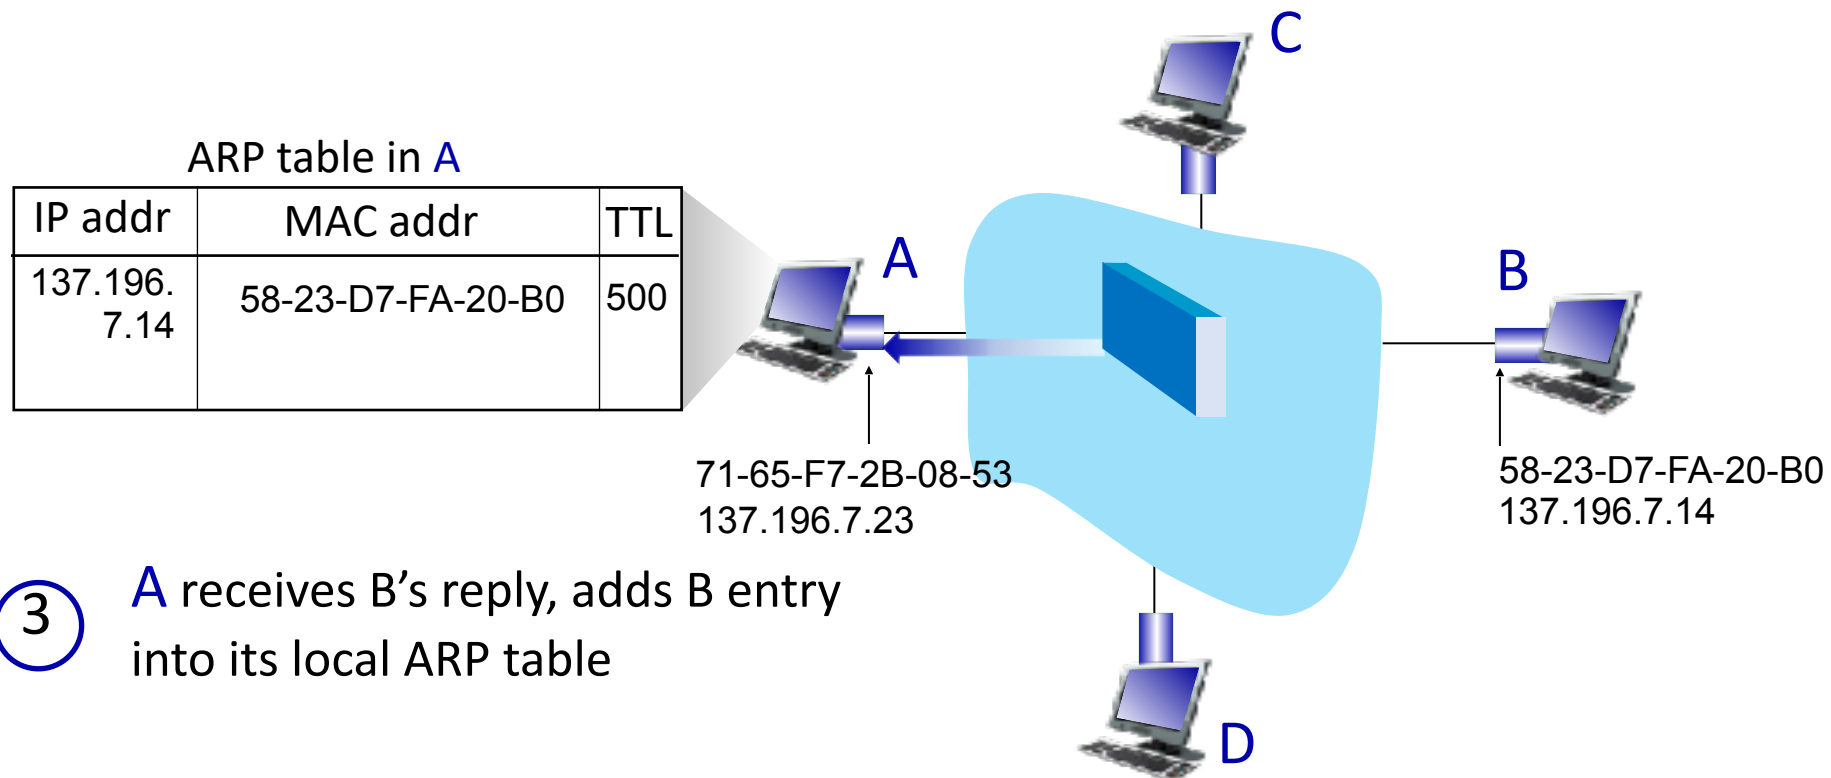 C
ARP table in A
IP addr MAC addr TTL
137.196.
7.14
58-23-D7-FA-20-B0 500
A
B
71-65-F7-2B-08-53
137.196.7.23
58-23-D7-FA-20-B0
137.196.7.14
3
A receives B’s reply, adds B entry
into its local ARP table
D